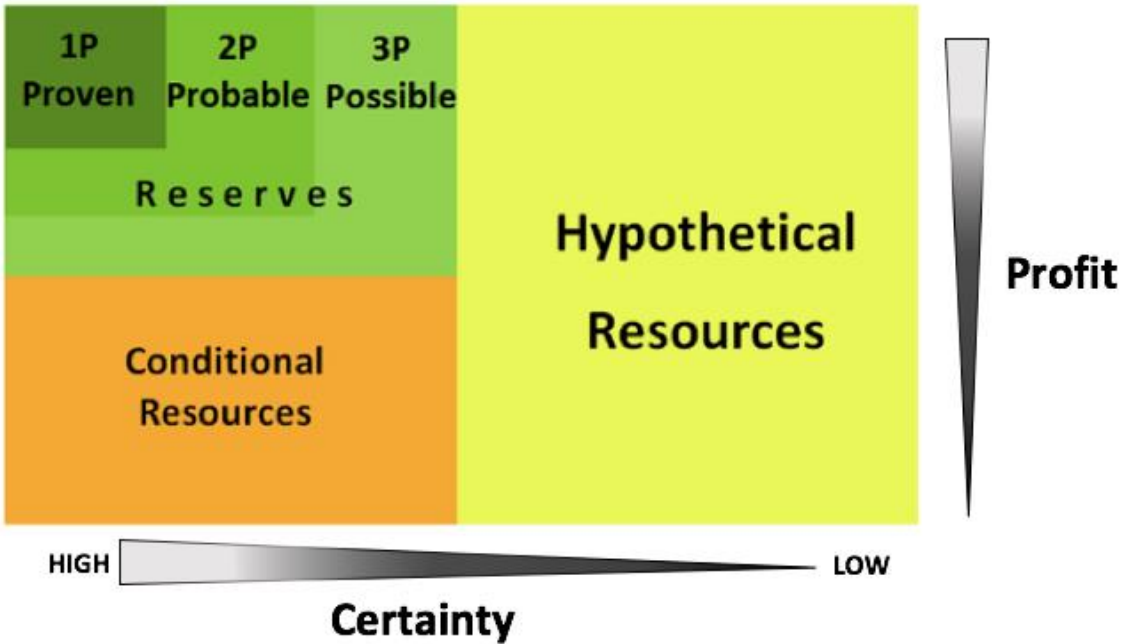 1P
Proven
2P
Probable
3P
Possible
Reserves
Hypothetical
Resources
Conditional
Resources
Profit
HIGH
LOW
Certainty